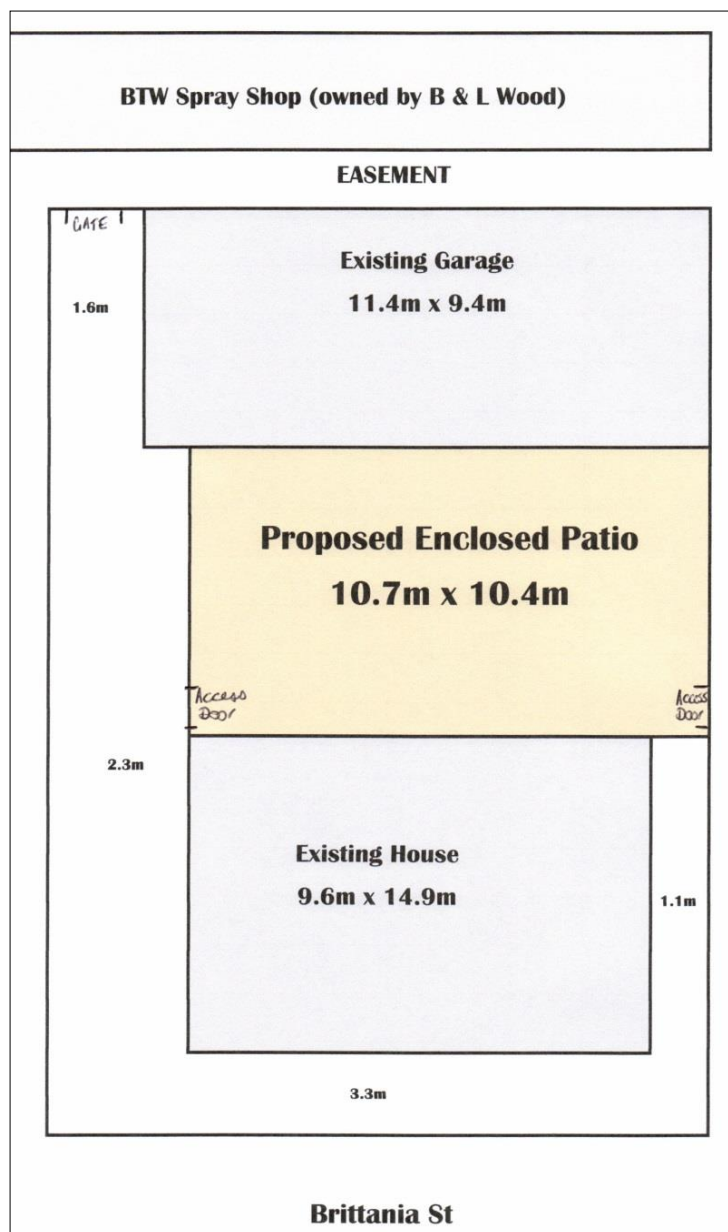 BTW Spray Shop (owned by B & L Wood)
EASEMENT
GATE
Existing Garage
1.6m
11.4m x 9.4m
Proposed Enclosed Patio
10.7m x 10.4m
Access
Door
Access
Door
2.3m
Existing House
9.6m x 14.9m
1.1m
3.3m
Brittania St